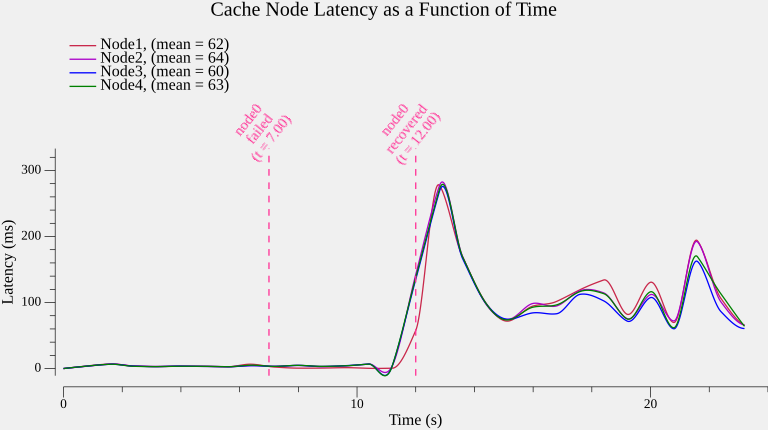 Cache Node Latency as a Function of Time
Node1, (mean = 62)
Node2, (mean = 64)
Node3, (mean = 60)
Node4, (mean = 63)
node0
failed
(t = 7.00)
node0
recovered
(t = 12.00)
300
200
100
0
Latency (ms)
0 10 20
Time (s)